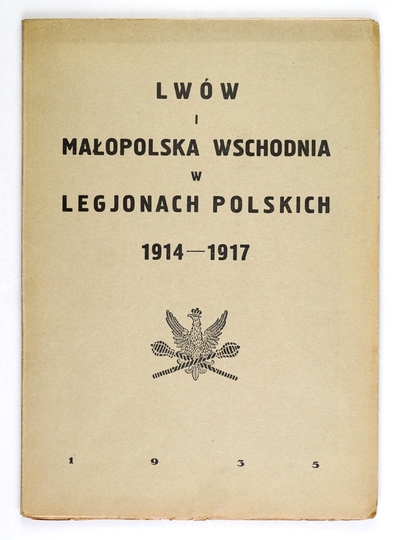 LWÓW
I
MAŁOPOLSKA WSCHODNIA
W
LEGJONACH POLSKICH
1914—1917
1 9 3 5